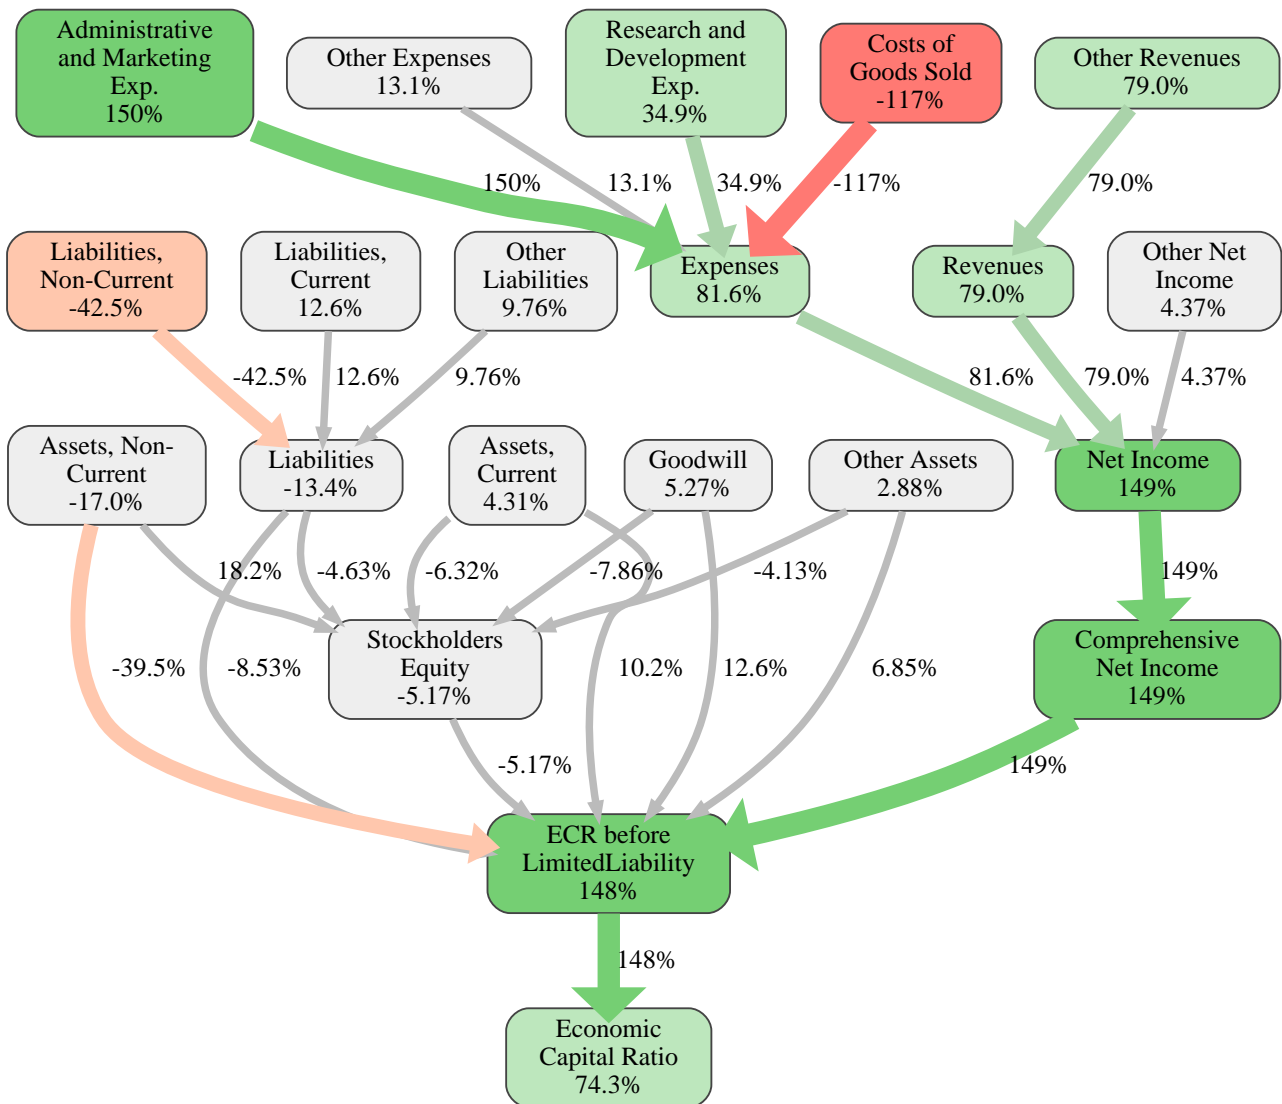 Administrative
and Marketing
Exp.
150%
Other Expenses
13.1%
Research and
Development
Exp.
34.9%
Costs of
Goods Sold
-117%
Other Revenues
79.0%
150%
13.1%
34.9%
-117%
79.0%
Liabilities,
Non-Current
-42.5%
Liabilities,
Current
12.6%
Other
Liabilities
9.76%
Expenses
81.6%
Revenues
79.0%
Other Net
Income
4.37%
-42.5%
12.6%
9.76%
81.6%
79.0%
4.37%
Assets, Non-
Current
-17.0%
Liabilities
-13.4%
Assets,
Current
4.31%
Goodwill
5.27%
Other Assets
2.88%
Net Income
149%
18.2%
-4.63%
-6.32%
-7.86%
-4.13%
149%
Stockholders
Equity
-5.17%
Comprehensive
Net Income
149%
-39.5%
-8.53%
10.2%
12.6%
6.85%
-5.17%
149%
ECR before
LimitedLiability
148%
148%
Economic
Capital Ratio
74.3%